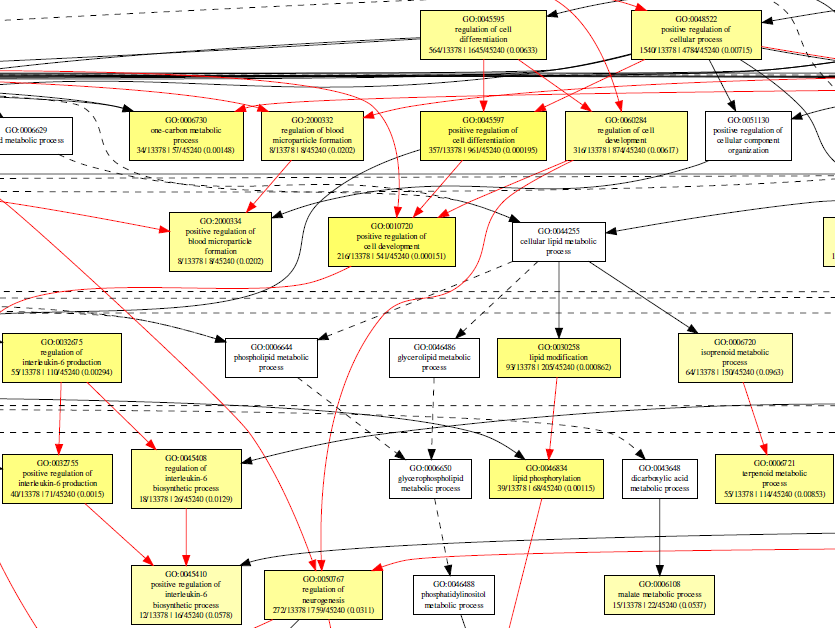 GO:0045595
regulation of cell
differentiation
564/13378 | 1645/45240 (0.00633)
GO:0048522
positive regulation of
cellular process
1540/13378 | 4784/45240 (0.00715)
GO:0006629
d metabolic process
GO:0006730
one-carbon metabolic
process
34/13378 | 57/45240 (0.00148)
GO:2000332
regulation of blood
microparticle formation
8/13378 | 8/45240 (0.0202)
GO:0045597
positive regulation of
cell differentiation
357/13378 | 961/45240 (0.000195)
GO:0060284
regulation of cell
development
316/13378 | 874/45240 (0.00617)
GO:0051130
positive regulation of
cellular component
organization
GO:2000334
positive regulation of
blood microparticle
formation
8/13378 | 8/45240 (0.0202)
GO:0010720
positive regulation of
cell development
216/13378 | 541/45240 (0.000151)
GO:0044255
cellular lipid metabolic
process
1
GO:0032675
regulation of
interleukin-6 production
55/13378 | 110/45240 (0.00294)
GO:0006644
phospholipid metabolic
process
GO:0046486
glycerolipid metabolic
process
GO:0030258
lipid modification
93/13378 | 205/45240 (0.000862)
GO:0006720
isoprenoid metabolic
process
64/13378 | 150/45240 (0.0963)
GO:0032755
positive regulation of
interleukin-6 production
40/13378 | 71/45240 (0.0015)
GO:0045408
regulation of
interleukin-6
biosynthetic process
18/13378 | 26/45240 (0.0129)
GO:0006650
glycerophospholipid
metabolic process
GO:0046834
lipid phosphorylation
39/13378 | 68/45240 (0.00115)
GO:0043648
dicarboxylic acid
metabolic process
GO:0006721
terpenoid metabolic
process
55/13378 | 114/45240 (0.00853)
GO:0045410
positive regulation of
interleukin-6
biosynthetic process
12/13378 | 16/45240 (0.0578)
GO:0050767
regulation of
neurogenesis
272/13378 | 759/45240 (0.0311)
GO:0046488
phosphatidylinositol
metabolic process
GO:0006108
malate metabolic process
15/13378 | 22/45240 (0.0537)